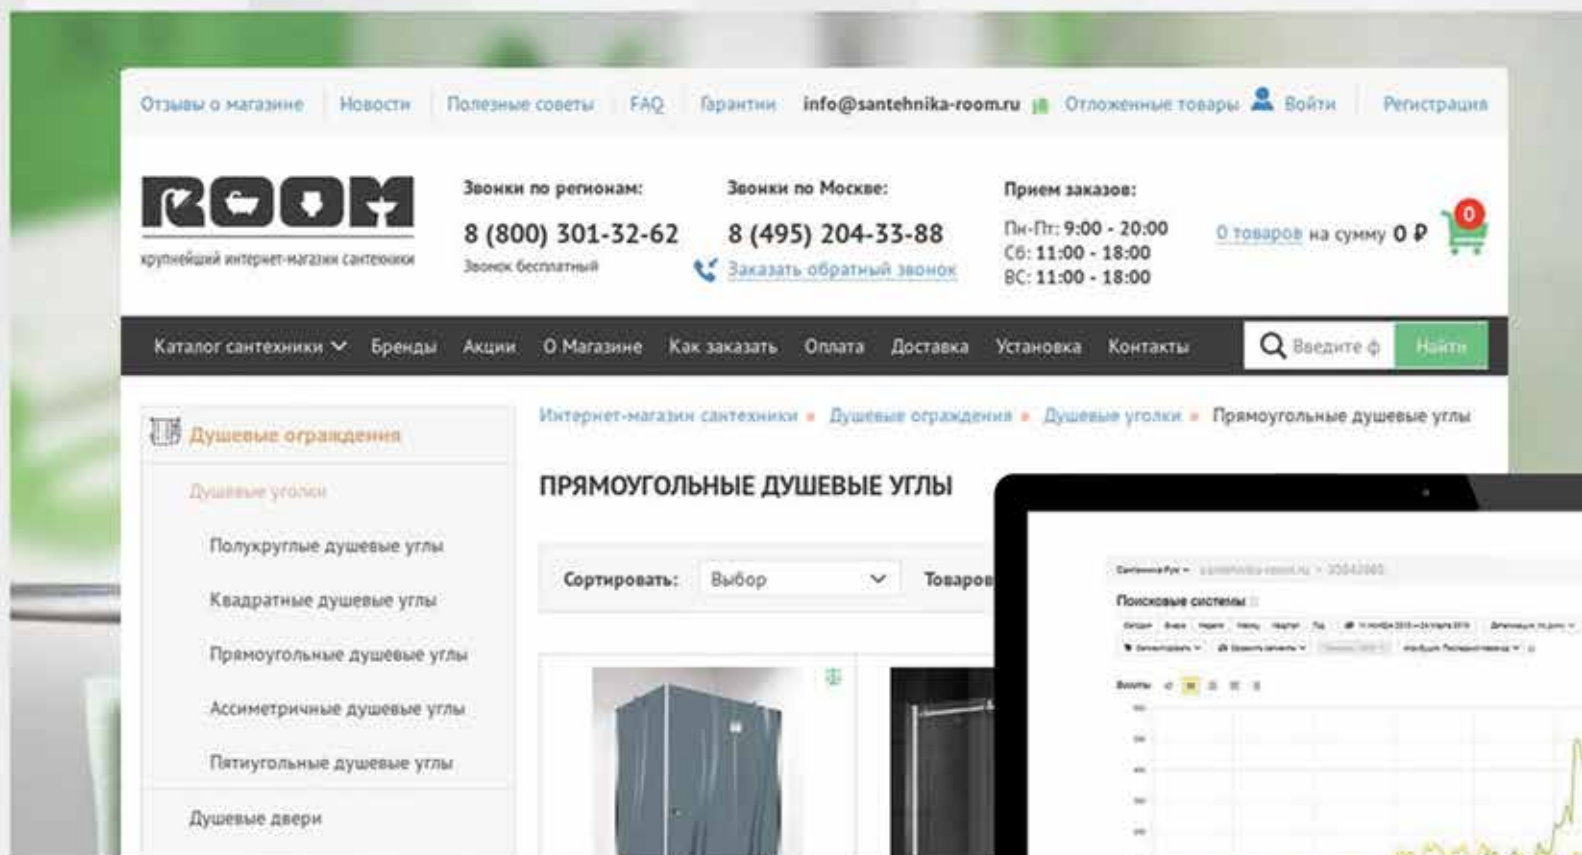 Отзывы о магазине Новости Полезные советы FAQ Гарантии info@santehnika-room.ru Отложенные товары Войти Регистрация
ROOM
крупнейший интернет-магазин сантехники
Звонки по регионам:
8 (800) 301-32-62
Звонок бесплатный
Звонки по Москве:
8 (495) 204-33-88
Заказать обратный звонок
Прием заказов:
Пн-Пт: 9:00 - 20:00
Сб: 11:00 - 18:00
ВС: 11:00 - 18:00
0 товаров на сумму 0 ₽
0
Каталог сантехники Бренды Акции О Магазине Как заказать Оплата Доставка Установка Контакты Введите ф Найти
Душевые ограждения
Душевые уголки
Полукруглые душевые углы
Квадратные душевые углы
Прямоугольные душевые углы
Ассиметричные душевые углы
Пятиугольные душевые углы
Душевые двери
Интернет-магазин сантехники » Душевые ограждения » Душевые уголки » Прямоугольные душевые углы
ПРЯМОУГОЛЬНЫЕ ДУШЕВЫЕ УГЛЫ
Сортировать: Выбор Товаров
santehnika-room.ru
Поисковые системы
Визиты